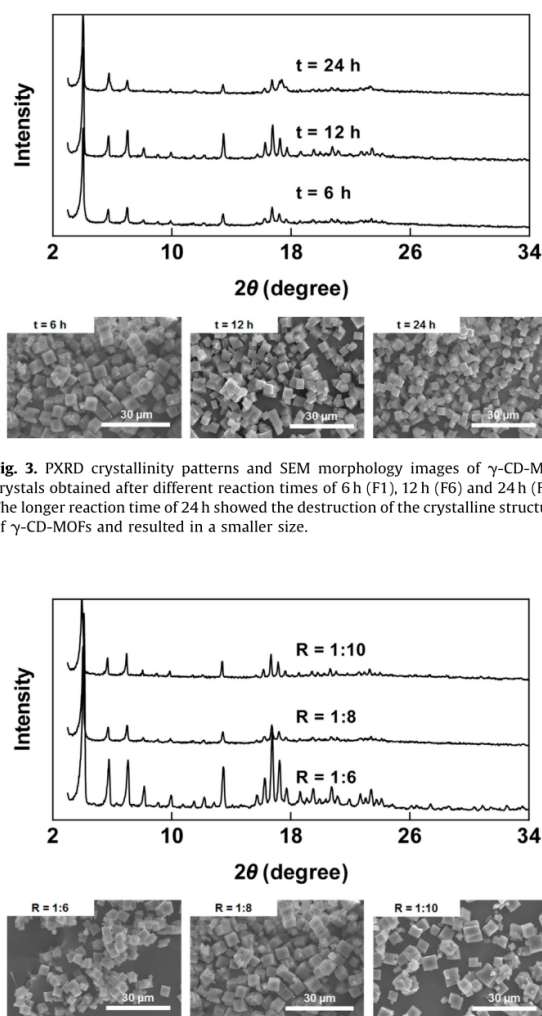 t = 24 h
t = 12 h
t = 6 h
Intensity
2 10 18 26 34
2θ (degree)
t = 6 h t = 12 h t = 24 h
30 µm 30 µm 30 µm
ig. 3. PXRD crystallinity patterns and SEM morphology images of γ-CD-M
rystals obtained after different reaction times of 6 h (F1), 12 h (F6) and 24 h (F
he longer reaction time of 24 h showed the destruction of the crystalline structu
f γ-CD-MOFs and resulted in a smaller size.
R = 1:10
R = 1:8
R = 1:6
Intensity
2 10 18 26 34
2θ (degree)
R = 1:6 R = 1:8 R = 1:10
30 µm 30 µm 30 µm